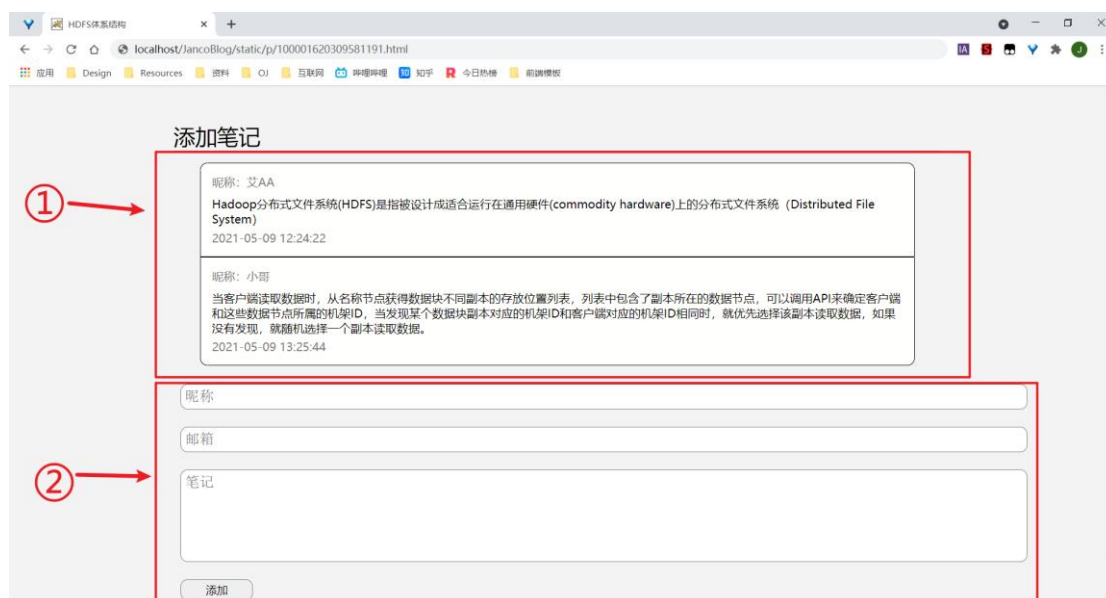 HDFS体系结构
localhost/JancoBlog/static/p/100001620309581191.html
IA
S
J
应用 Design Resources 资料 OJ 互联网 哔哩哔哩 10 知乎 R 今日热榜 前端模板
添加笔记
①
昵称：艾AA
Hadoop分布式文件系统(HDFS)是指被设计成适合运行在通用硬件(commodity hardware)上的分布式文件系统（Distributed File
System）
2021-05-09 12:24:22
昵称：小哥
当客户端读取数据时，从名称节点获得数据块不同副本的存放位置列表，列表中包含了副本所在的数据节点，可以调用API来确定客户端
和这些数据节点所属的机架ID，当发现某个数据块副本对应的机架ID和客户端对应的机架ID相同时，就优先选择该副本读取数据，如果
没有发现，就随机选择一个副本读取数据。
2021-05-09 13:25:44
②
昵称
邮箱
笔记
添加